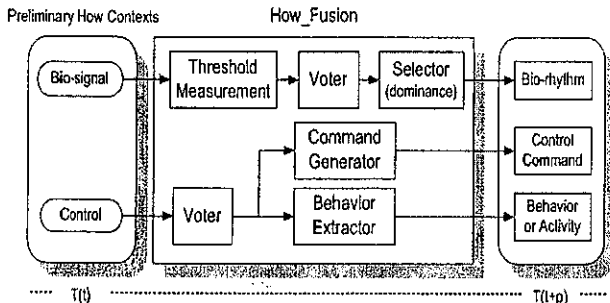 Preliminary How Contexts
How_Fusion
Bio-signal
Threshold
Measurement
Voter
Selector
(dominance)
Bio-rhythm
Command
Generator
Control
Command
Control
Voter
Behavior
Extractor
Behavior
or Activity
T(t)
T(t+p)